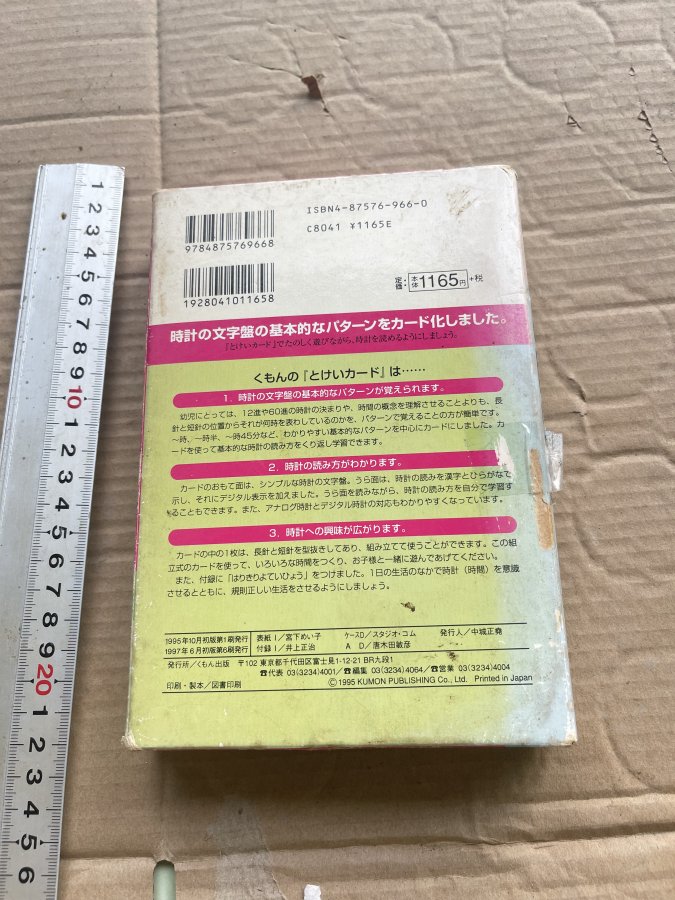 1
2
3
4
5
6
7
8
9
10
1
2
3
4
5
6
7
8
9
20
1
2
3
4
5
6
ISBN4-87576-966-0
C8041 ¥1165E
9784875769668
1928041011658
定価・本体1165円+税
時計の文字盤の基本的なパターンをカード化しました。
『とけいカード』でたのしく遊びながら、時計を読めるようにしましょう。
くもんの『とけいカード』は……
1．時計の文字盤の基本的なパターンが覚えられます。
幼児にとっては、12進や60進の時計の決まりや、時間の概念を理解させることよりも、長
針と短針の位置からそれが何時を表わしているのかを、パターンで覚えることの方が簡単です。
〜時、〜時半、〜時45分など、わかりやすい基本的なパターンを中心にカードにしました。カ
ードを使って基本的な時計の読み方をくり返し学習できます。
2．時計の読み方がわかります。
カードのおもて面は、シンプルな時計の文字盤。うら面は、時計の読みを漢字とひらがなで
示し、それにデジタル表示を加えました。うら面を読みながら、時計の読み方を自分で学習す
ることもできます。また、アナログ時計とデジタル時計の対応もわかりやすくなっています。
3．時計への興味が広がります。
カードの中の1枚は、長針と短針を型抜きしてあり、組み立てて使うことができます。この組
立式のカードを使って、いろいろな時間をつくり、お子様と一緒に遊んであげてください。
また、付録に「はりきりよていひょう」をつけました。1日の生活のなかで時計（時間）を意識
させるとともに、規則正しい生活をさせるようにしましょう。
1995年10月初版第1刷発行 表紙I／宮下めい子 ケースD／スタジオ・コム 発行人／中城正堯
1997年6月初版第6刷発行 付録I／井上正治 A D／唐木田敏彦
発行所／くもん出版 〒102 東京都千代田区富士見1-12-21 BR九段1
☎代表 03(3234)4001／☎編集 03(3234)4064／☎営業 03(3234)4004
印刷・製本／図書印刷 ©1995 KUMON PUBLISHING Co., Ltd. Printed in Japan